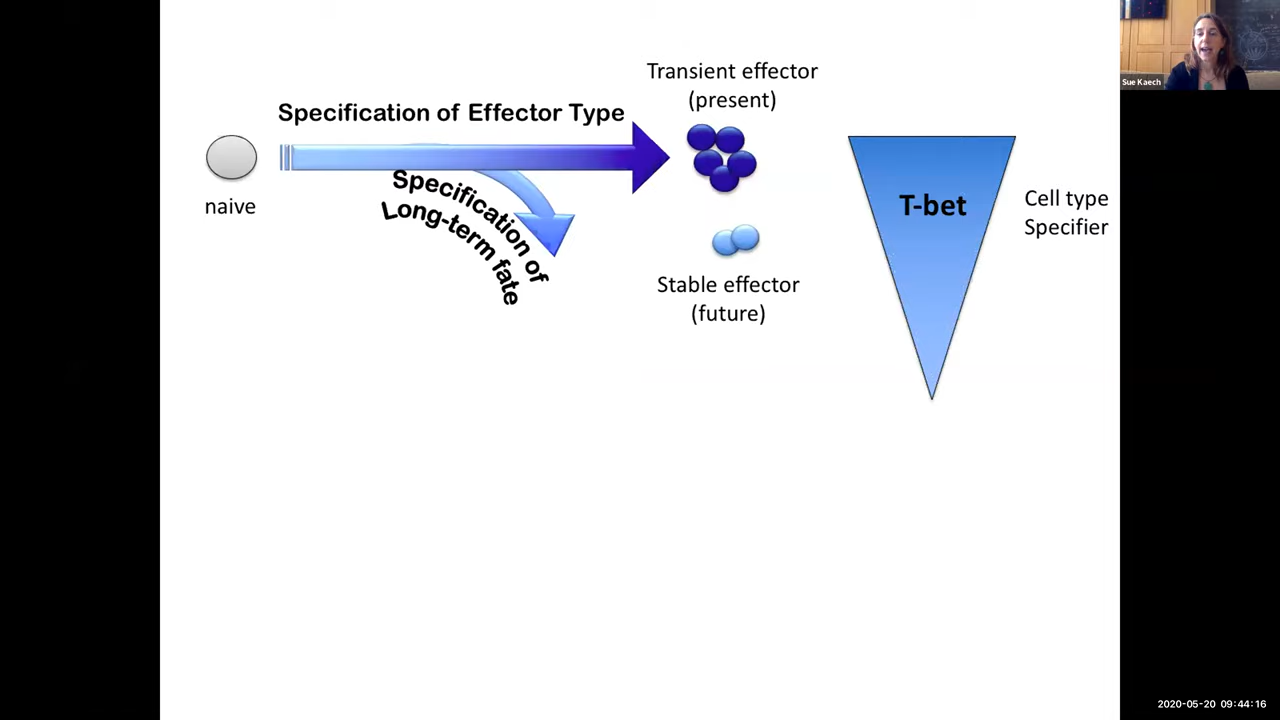 Transient effector
(present)
Specification of Effector Type
naive
Specification of
Long-term fate
Stable effector
(future)
T-bet
Cell type
Specifier
Sue Kaech
2020-05-20 09:44:16